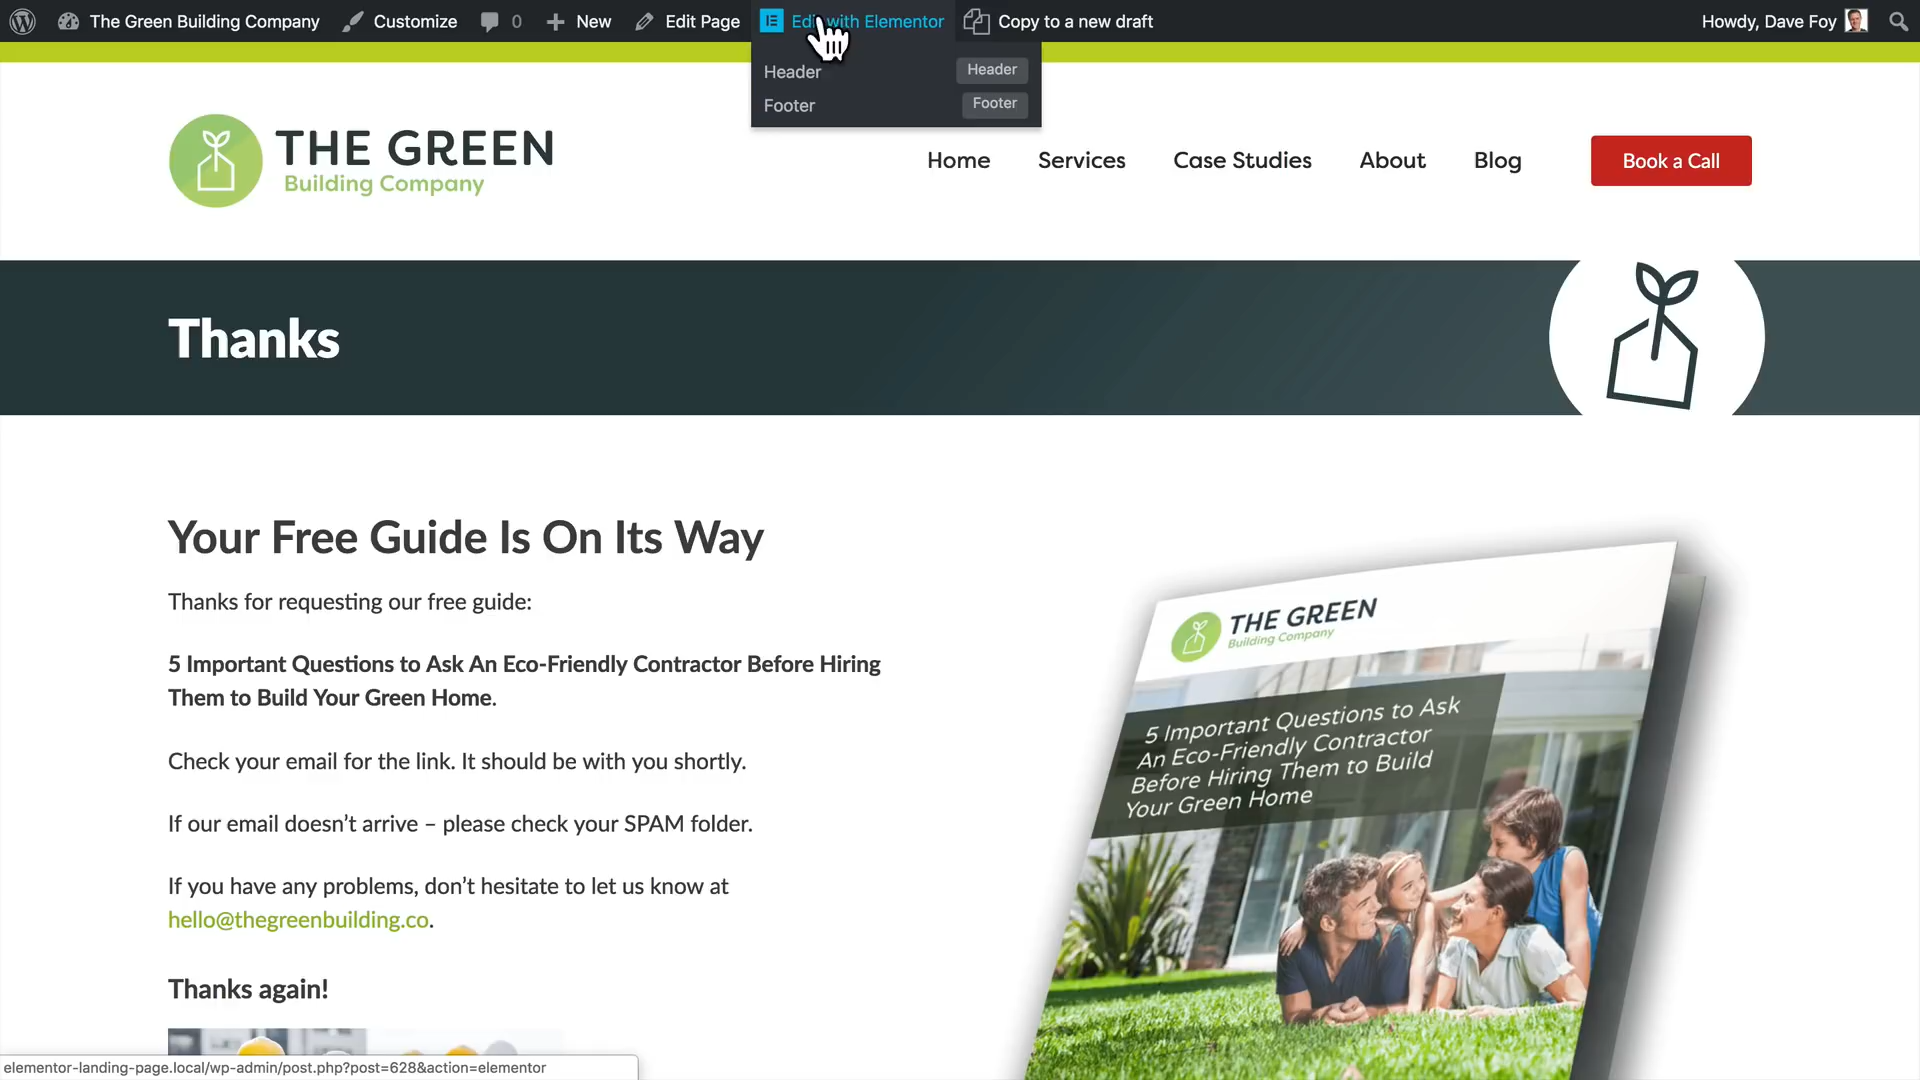 The Green Building Company Customize 0 New Edit Page Edit with Elementor Copy to a new draft Howdy, Dave Foy
Header Header
Footer Footer
THE GREEN
Building Company
Home Services Case Studies About Blog Book a Call
Thanks
Your Free Guide Is On Its Way
Thanks for requesting our free guide:
5 Important Questions to Ask An Eco-Friendly Contractor Before Hiring
Them to Build Your Green Home.
Check your email for the link. It should be with you shortly.
If our email doesn’t arrive – please check your SPAM folder.
If you have any problems, don’t hesitate to let us know at
hello@thegreenbuilding.co.
Thanks again!
THE GREEN
Building Company
5 Important Questions to Ask
An Eco-Friendly Contractor
Before Hiring Them to Build
Your Green Home
elementor-landing-page.local/wp-admin/post.php?post=628&action=elementor